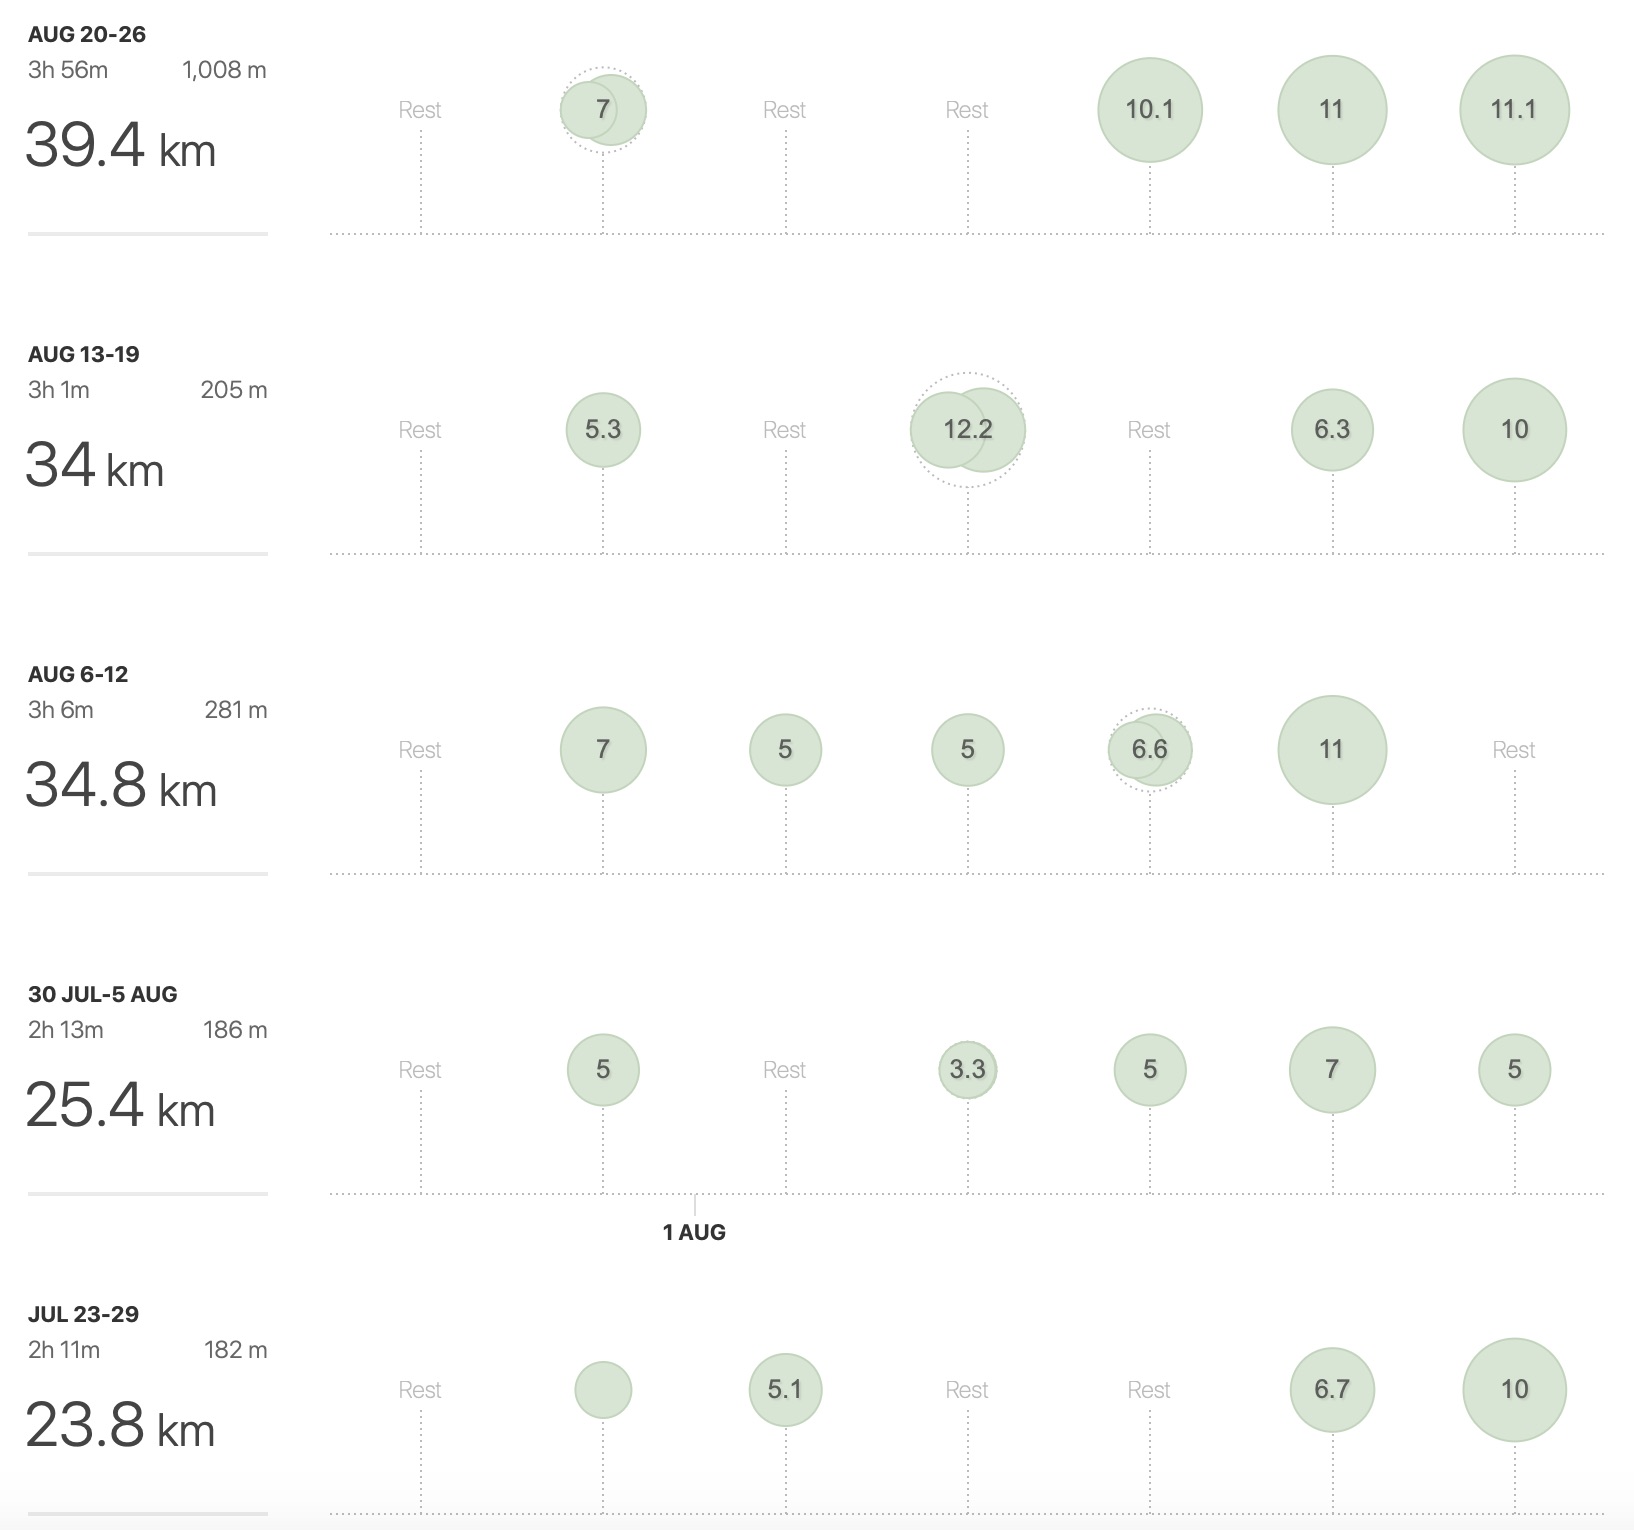 AUG 20-26
3h 56m 1,008 m
39.4 km
Rest 7 Rest Rest 10.1 11 11.1
AUG 13-19
3h 1m 205 m
34 km
Rest 5.3 Rest 12.2 Rest 6.3 10
AUG 6-12
3h 6m 281 m
34.8 km
Rest 7 5 5 6.6 11 Rest
30 JUL-5 AUG
2h 13m 186 m
25.4 km
Rest 5 Rest 3.3 5 7 5
1 AUG
JUL 23-29
2h 11m 182 m
23.8 km
Rest 5.1 Rest Rest 6.7 10